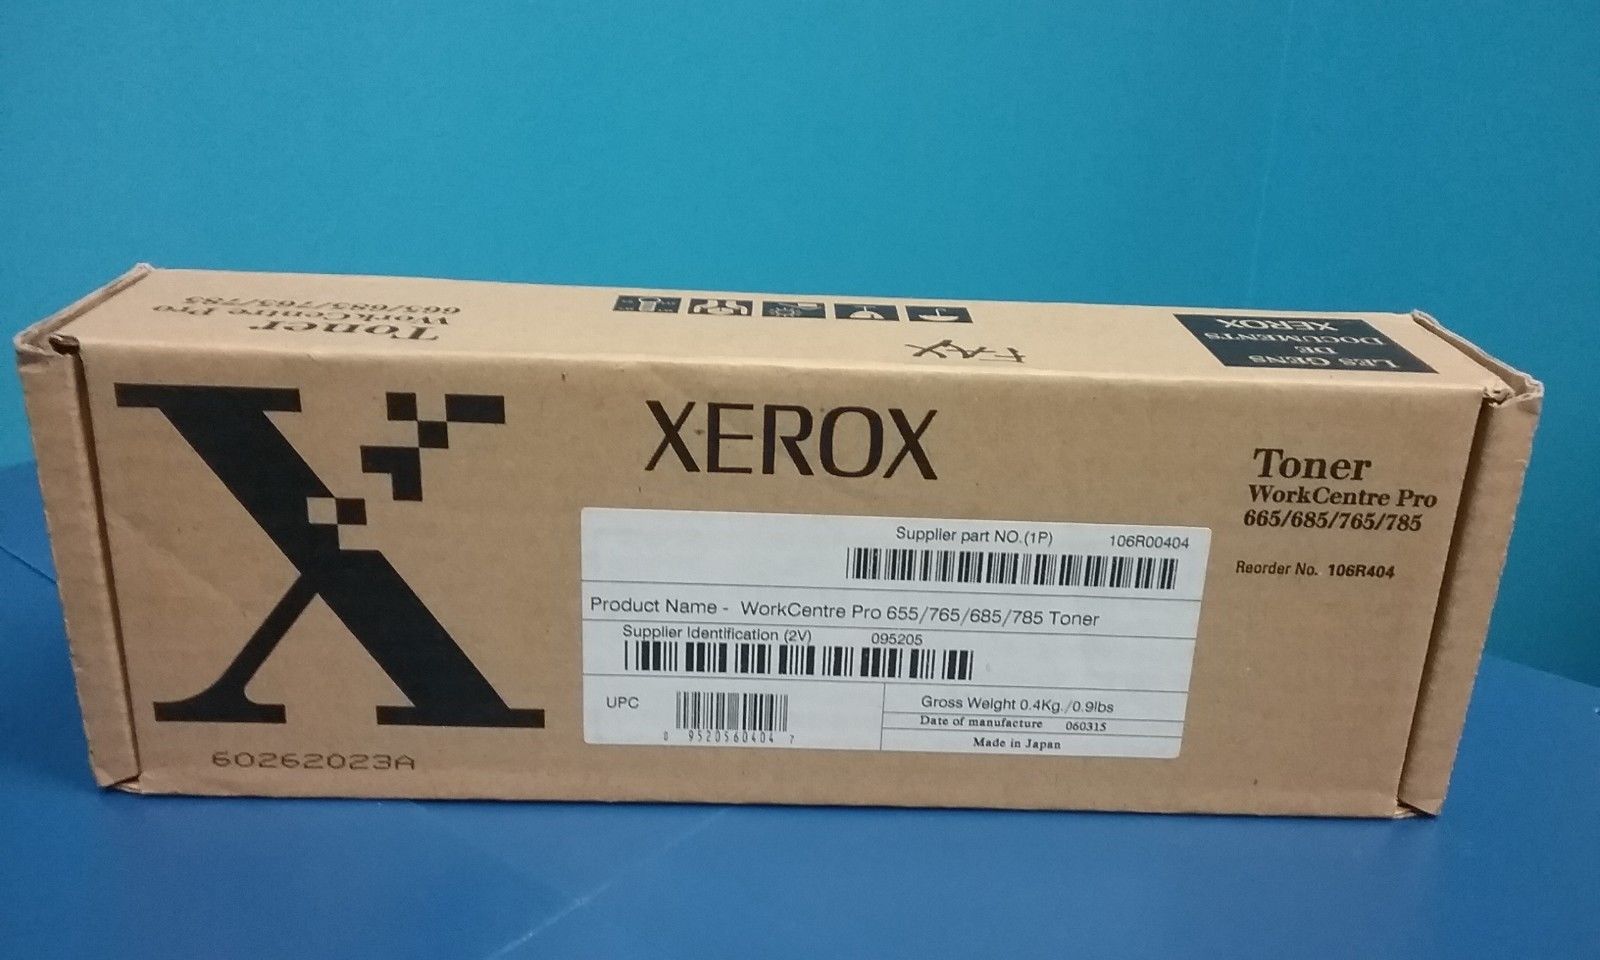 Toner
WorkCentre Pro
665/685/765/785
FAX
LES GENS
DE
DOCUMENTS
XEROX
XEROX
Toner
WorkCentre Pro
665/685/765/785
Reorder No. 106R404
Supplier part NO.(1P) 106R00404
Product Name - WorkCentre Pro 655/765/685/785 Toner
Supplier Identification (2V) 095205
UPC
0 9520560404 7
Gross Weight 0.4Kg./0.9lbs
Date of manufacture 060315
Made in Japan
60262023A